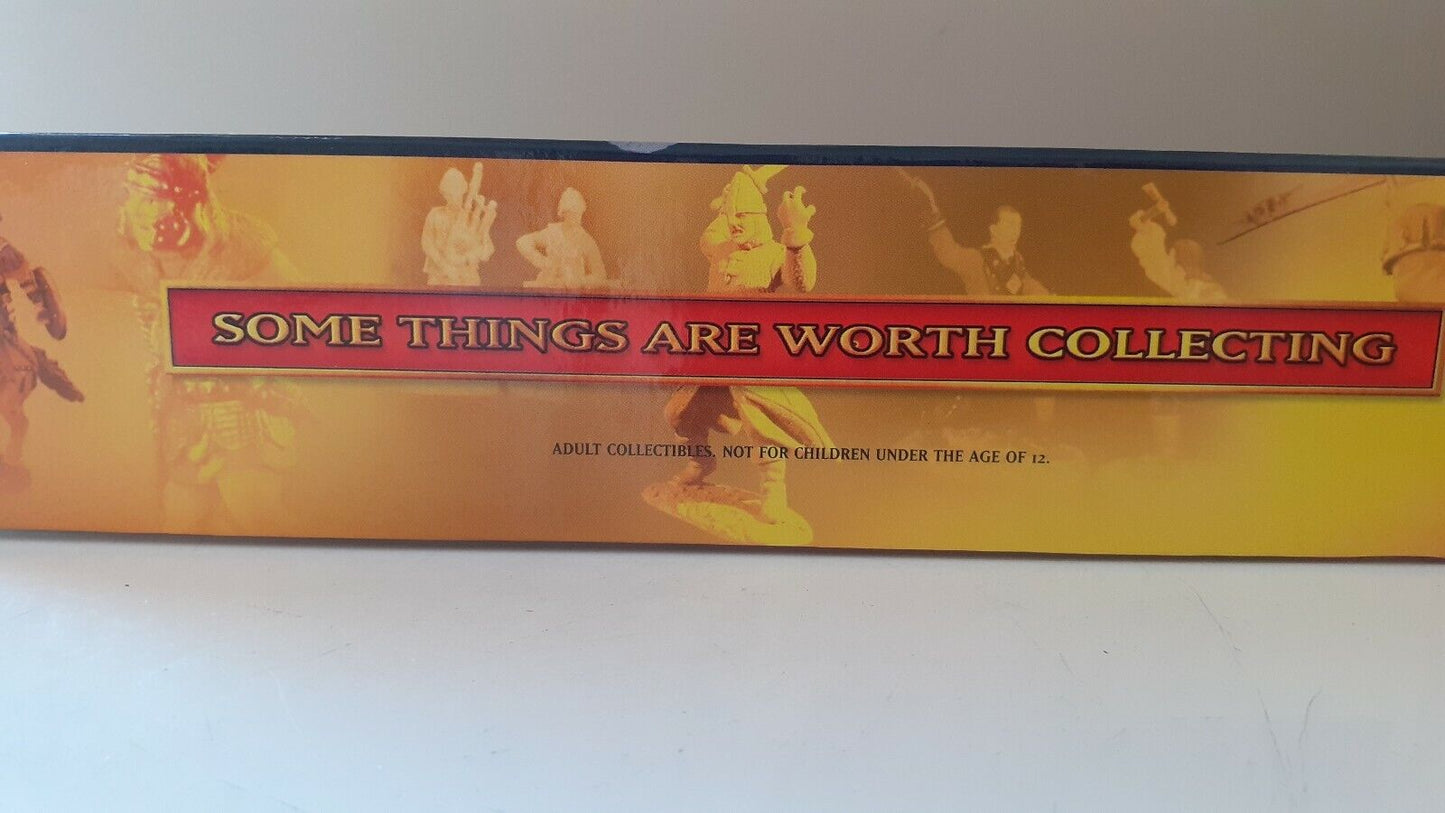 SOME THINGS ARE WORTH COLLECTING
ADULT COLLECTIBLES. NOT FOR CHILDREN UNDER THE AGE OF 12.